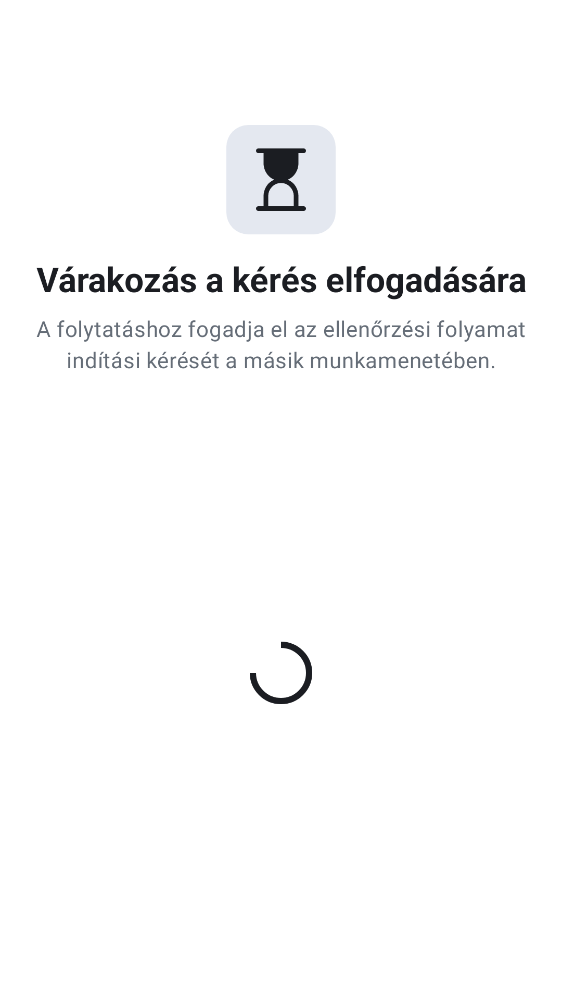 Várakozás a kérés elfogadására
A folytatáshoz fogadja el az ellenőrzési folyamat
indítási kérését a másik munkamenetében.